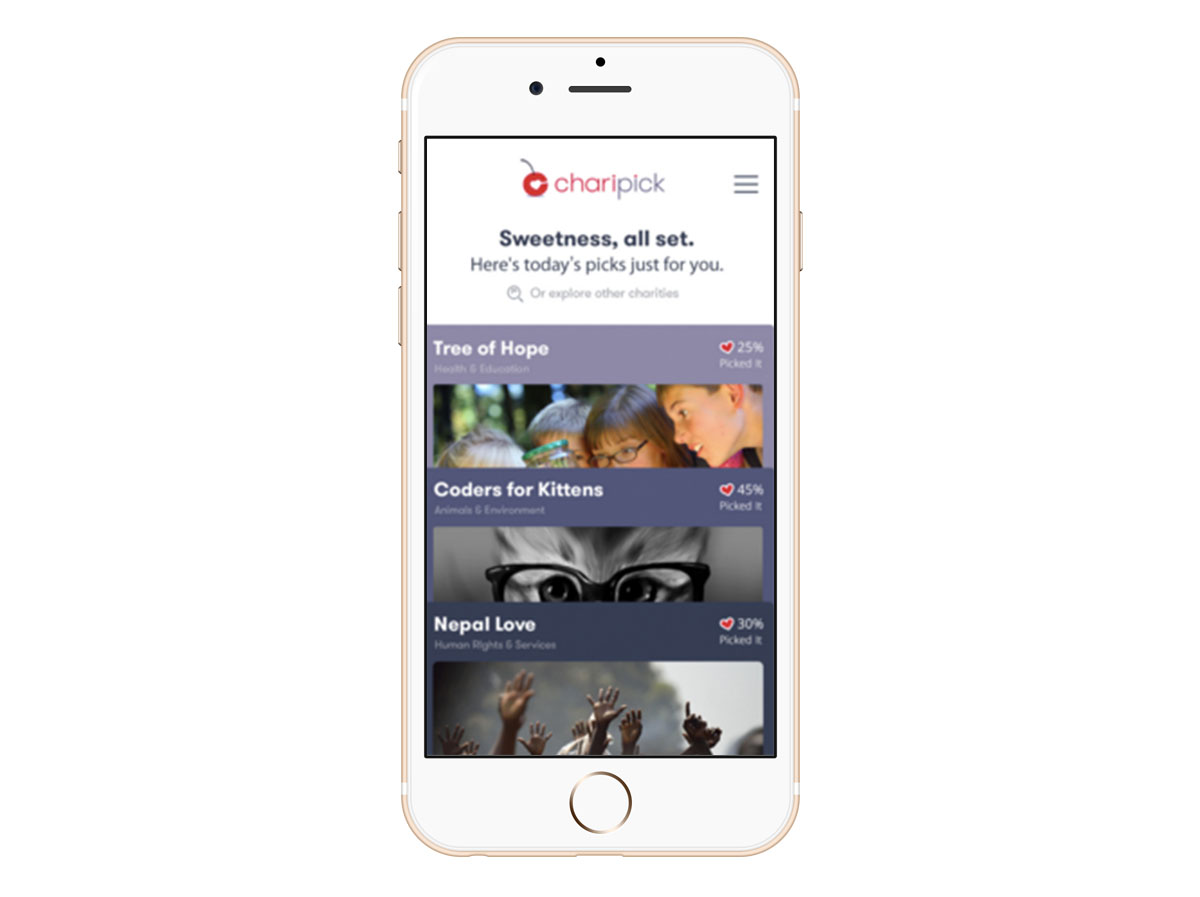 charipick
Sweetness, all set.
Here's today's picks just for you.
Or explore other charities
Tree of Hope
25%
Health & Education
Picked It
Coders for Kittens
45%
Animals & Environment
Picked It
Nepal Love
30%
Human Rights & Services
Picked It